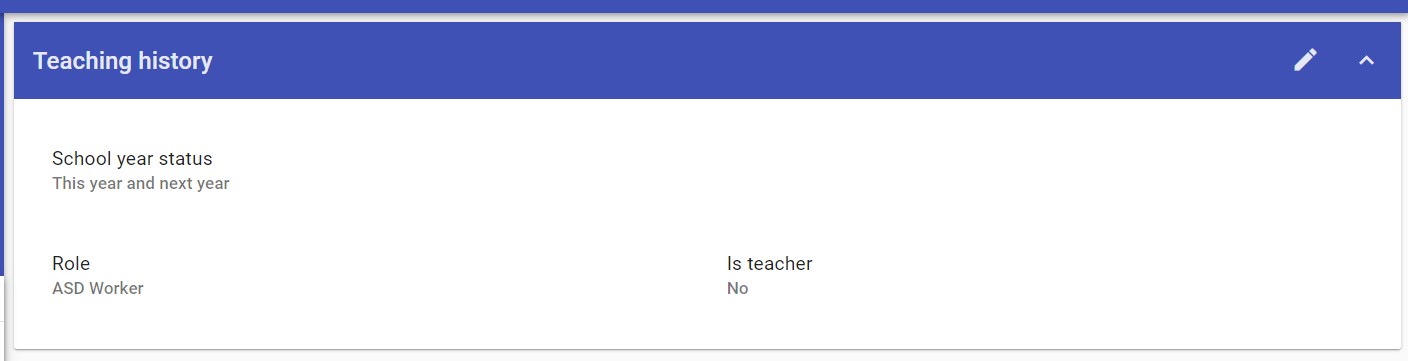 Teaching history
School year status
This year and next year
Role
ASD Worker
Is teacher
No